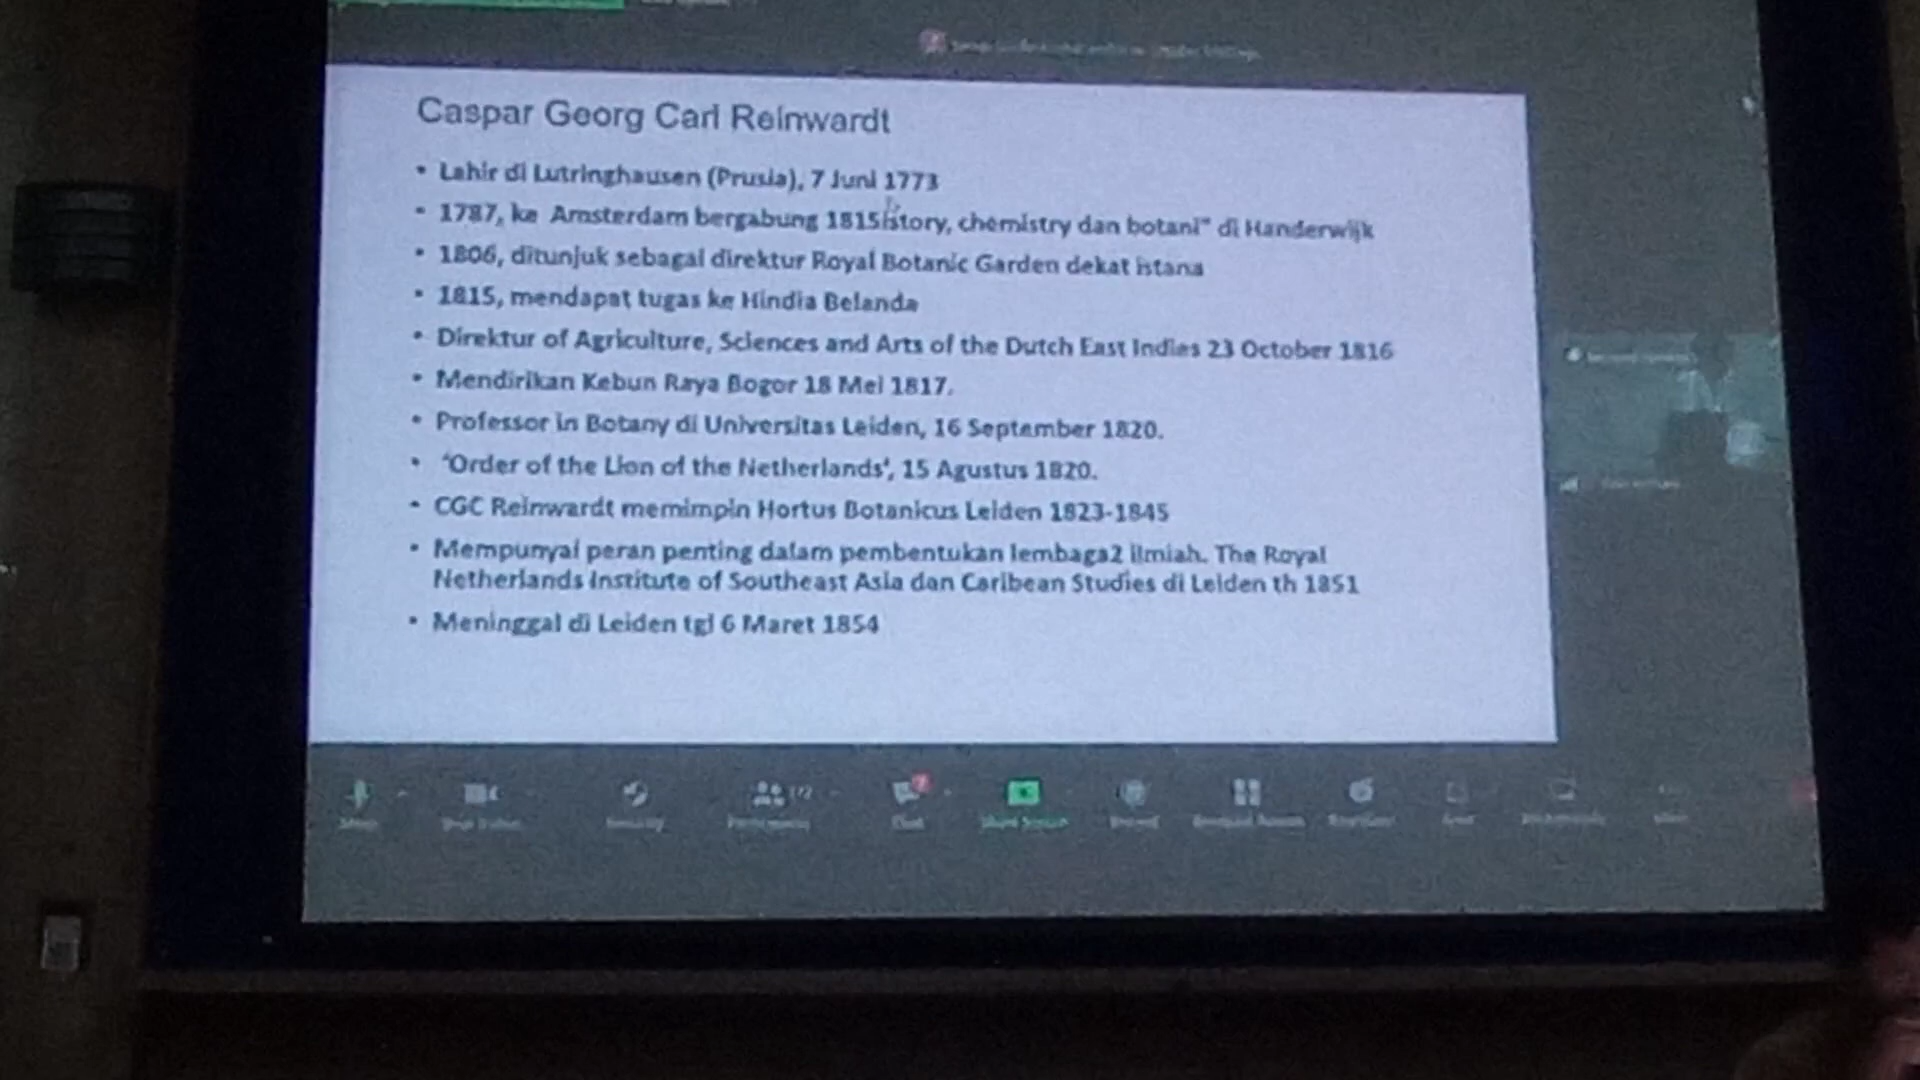 Caspar Georg Carl Reinwardt
• Lahir di Lutringhausen (Prusia), 7 Juni 1773
• 1787, ke Amsterdam bergabung 1815istory, chemistry dan botani" di Handerwijk
• 1806, ditunjuk sebagai direktur Royal Botanic Garden dekat istana
• 1815, mendapat tugas ke Hindia Belanda
• Direktur of Agriculture, Sciences and Arts of the Dutch East Indies 23 October 1816
• Mendirikan Kebun Raya Bogor 18 Mei 1817.
• Professor in Botany di Universitas Leiden, 16 September 1820.
• 'Order of the Lion of the Netherlands', 15 Agustus 1820.
• CGC Reinwardt memimpin Hortus Botanicus Leiden 1823-1845
• Mempunyai peran penting dalam pembentukan lembaga2 ilmiah. The Royal
Netherlands Institute of Southeast Asia dan Caribean Studies di Leiden th 1851
• Meninggal di Leiden tgl 6 Maret 1854
Share Screen